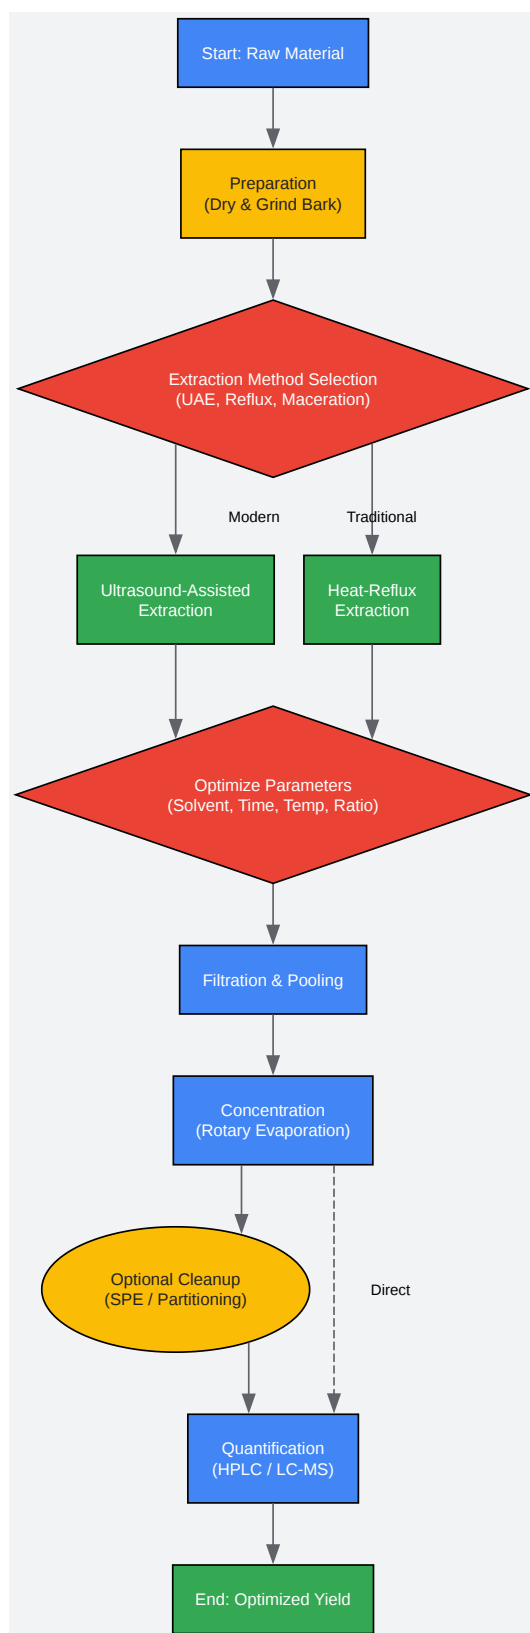 Start: Raw Material
Preparation
(Dry & Grind Bark)
Extraction Method Selection
(UAE, Reflux, Maceration)
Modern
Traditional
Ultrasound-Assisted
Extraction
Heat-Reflux
Extraction
Optimize Parameters
(Solvent, Time, Temp, Ratio)
Filtration & Pooling
Concentration
(Rotary Evaporation)
Optional Cleanup
(SPE / Partitioning)
Direct
Quantification
(HPLC / LC-MS)
End: Optimized Yield